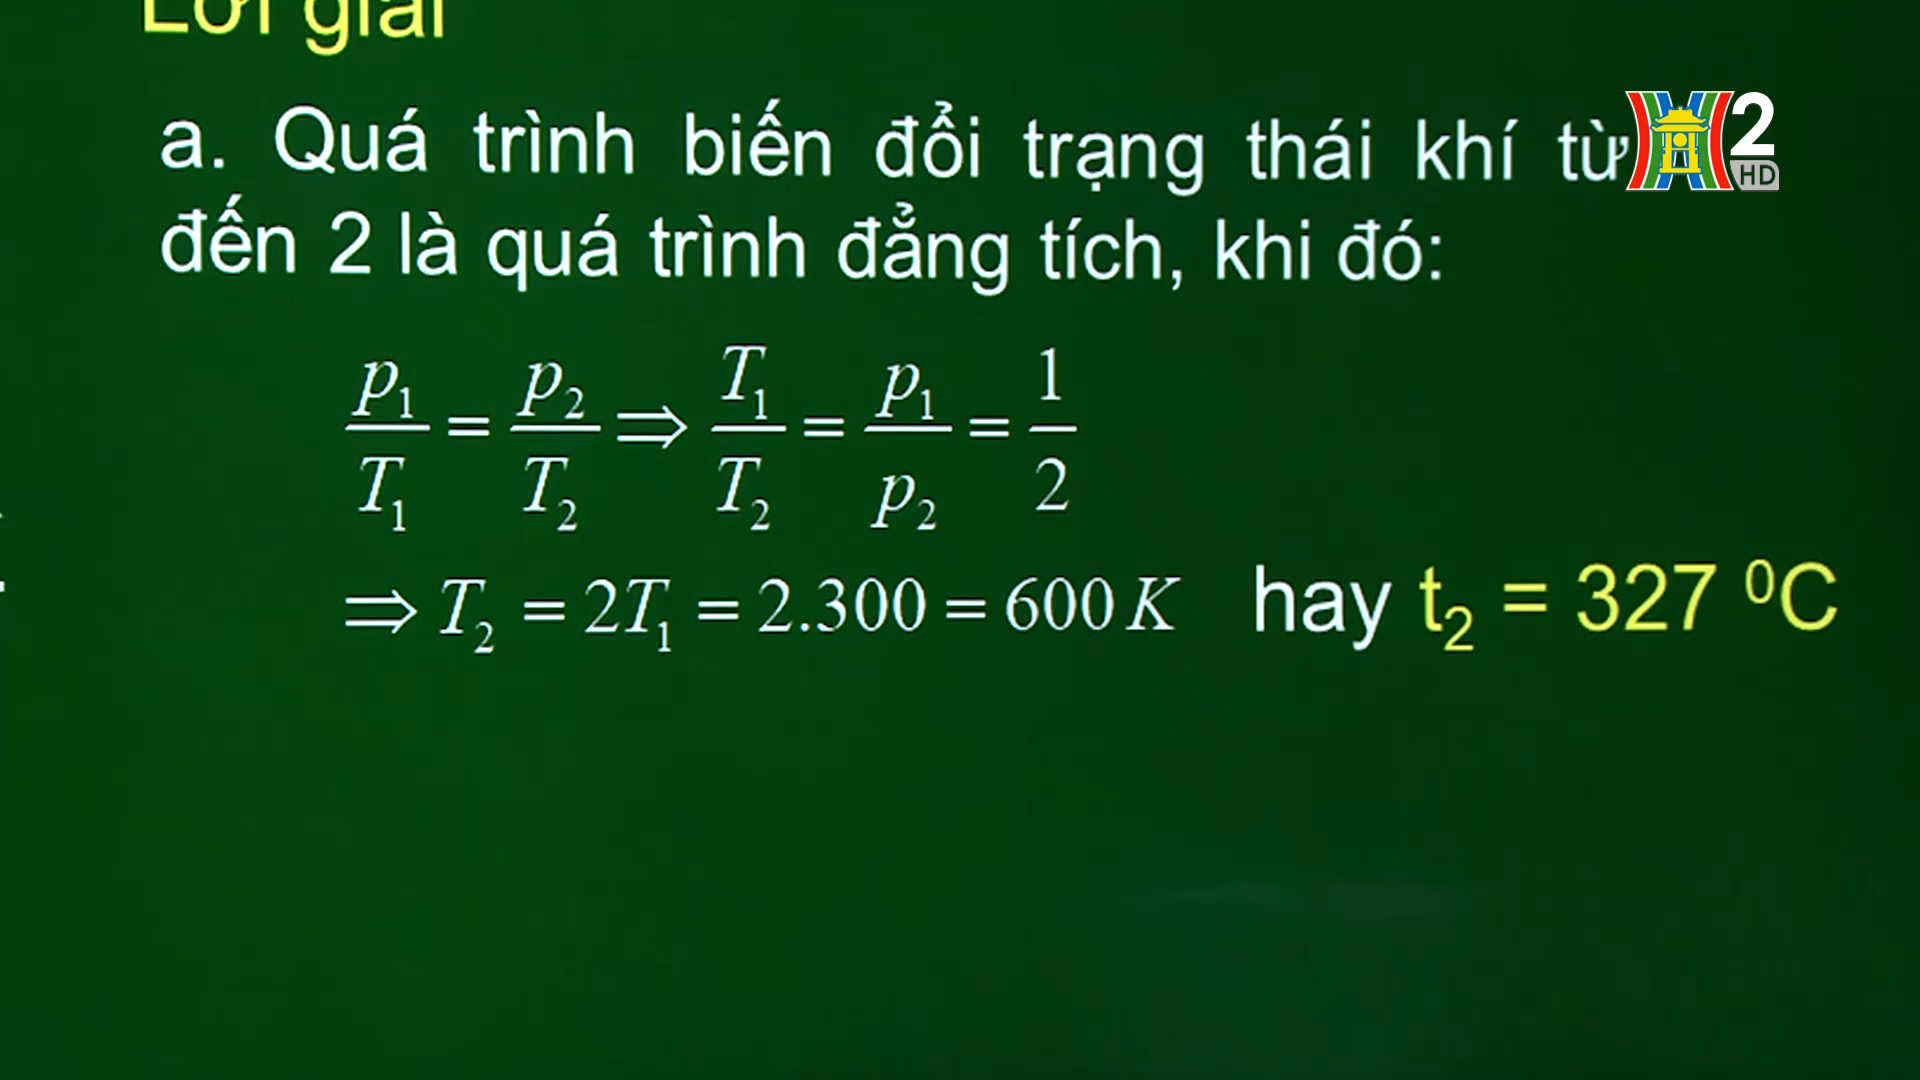 Lời giải
a. Quá trình biến đổi trạng thái khí từ
2
HD
đến 2 là quá trình đẳng tích, khi đó:
p₁/T₁ = p₂/T₂ ⇒ T₁/T₂ = p₁/p₂ = 1/2
⇒ T₂ = 2T₁ = 2.300 = 600 K hay t₂ = 327 ⁰C